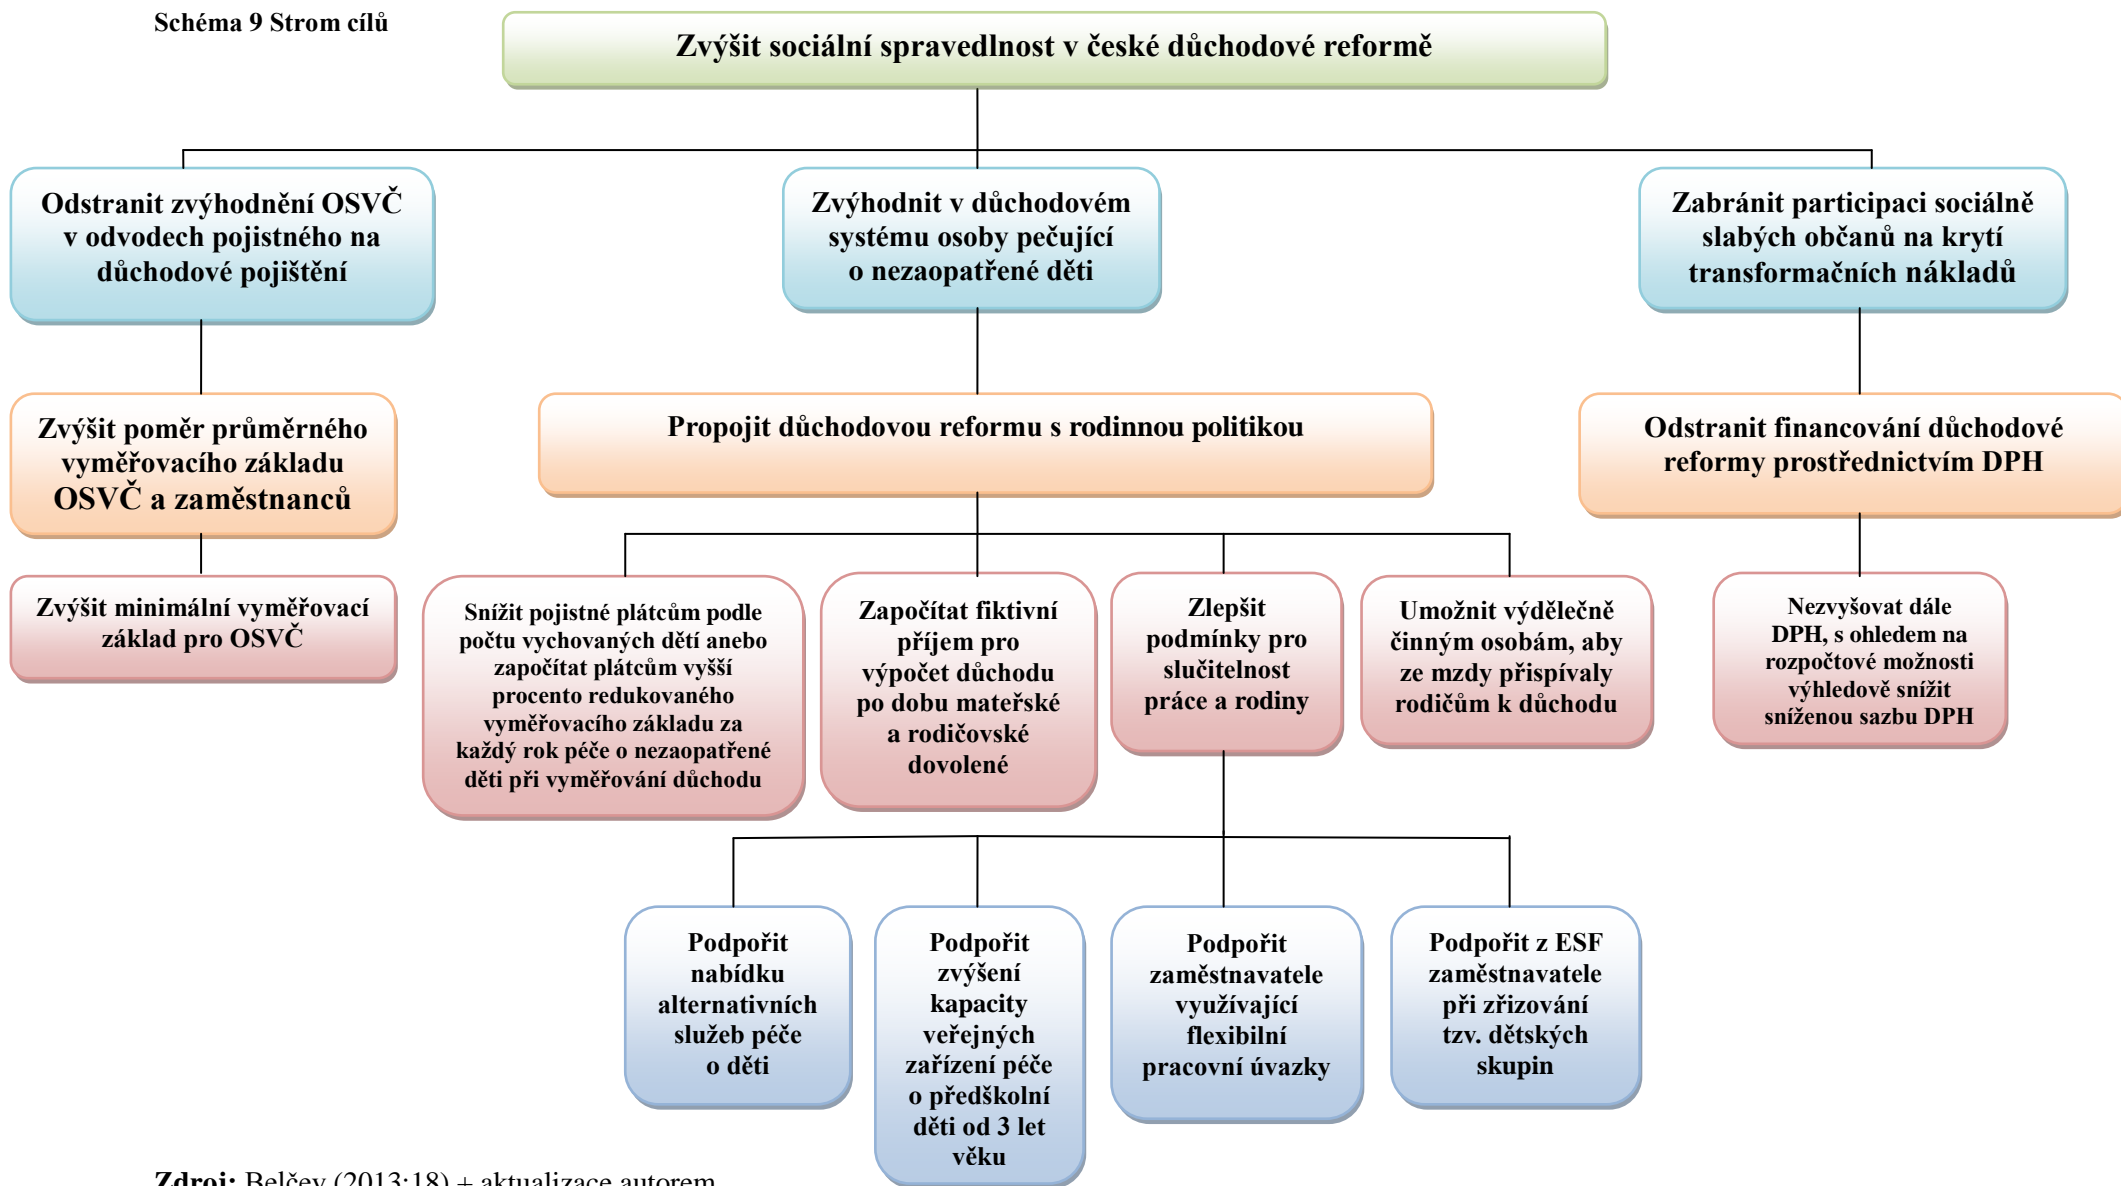 Schéma 9 Strom cílů
Zvýšit sociální spravedlnost v české důchodové reformě
Odstranit zvýhodnění OSVČ
v odvodech pojistného na
důchodové pojištění
Zvýhodnit v důchodovém
systému osoby pečující
o nezaopatřené děti
Zabránit participaci sociálně
slabých občanů na krytí
transformačních nákladů
Zvýšit poměr průměrného
vyměřovacího základu
OSVČ a zaměstnanců
Propojit důchodovou reformu s rodinnou politikou
Odstranit financování důchodové
reformy prostřednictvím DPH
Zvýšit minimální vyměřovací
základ pro OSVČ
Snížit pojistné plátcům podle
počtu vychovaných dětí anebo
započítat plátcům vyšší
procento redukovaného
vyměřovacího základu za
každý rok péče o nezaopatřené
děti při vyměřování důchodu
Započítat fiktivní
příjem pro
výpočet důchodu
po dobu mateřské
a rodičovské
dovolené
Zlepšit
podmínky pro
slučitelnost
práce a rodiny
Umožnit výdělečně
činným osobám, aby
ze mzdy přispívaly
rodičům k důchodu
Nezvyšovat dále
DPH, s ohledem na
rozpočtové možnosti
výhledově snížit
sníženou sazbu DPH
Podpořit
nabídku
alternativních
služeb péče
o děti
Podpořit
zvýšení
kapacity
veřejných
zařízení péče
o předškolní
děti od 3 let
věku
Podpořit
zaměstnavatele
využívající
flexibilní
pracovní úvazky
Podpořit z ESF
zaměstnavatele
při zřizování
tzv. dětských
skupin
Zdroj: Belčev (2013:18) + aktualizace autorem